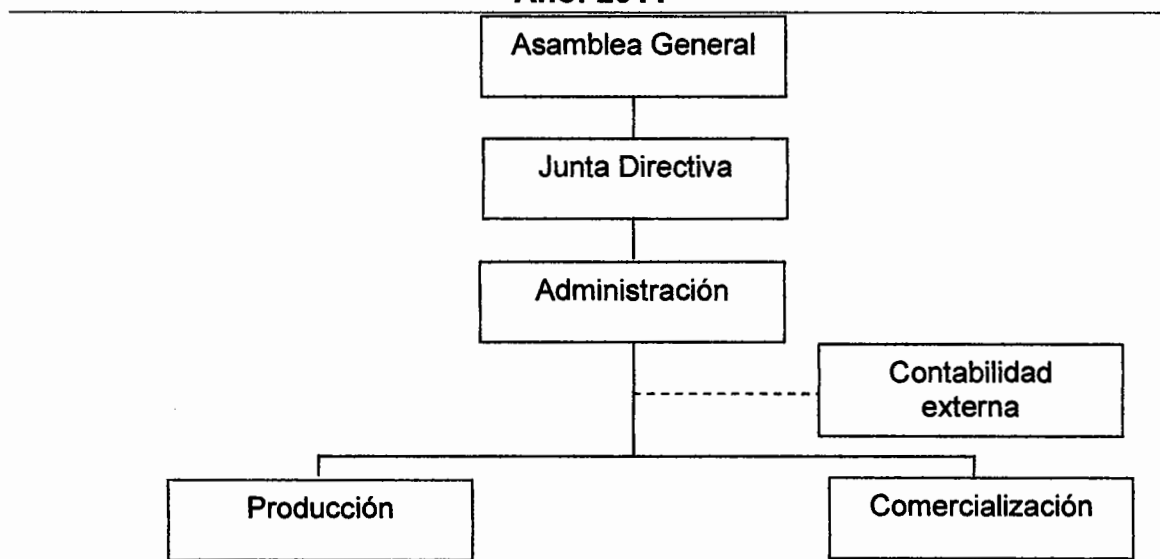 Asamblea General
Junta Directiva
Administración
Contabilidad
externa
Producción
Comercialización